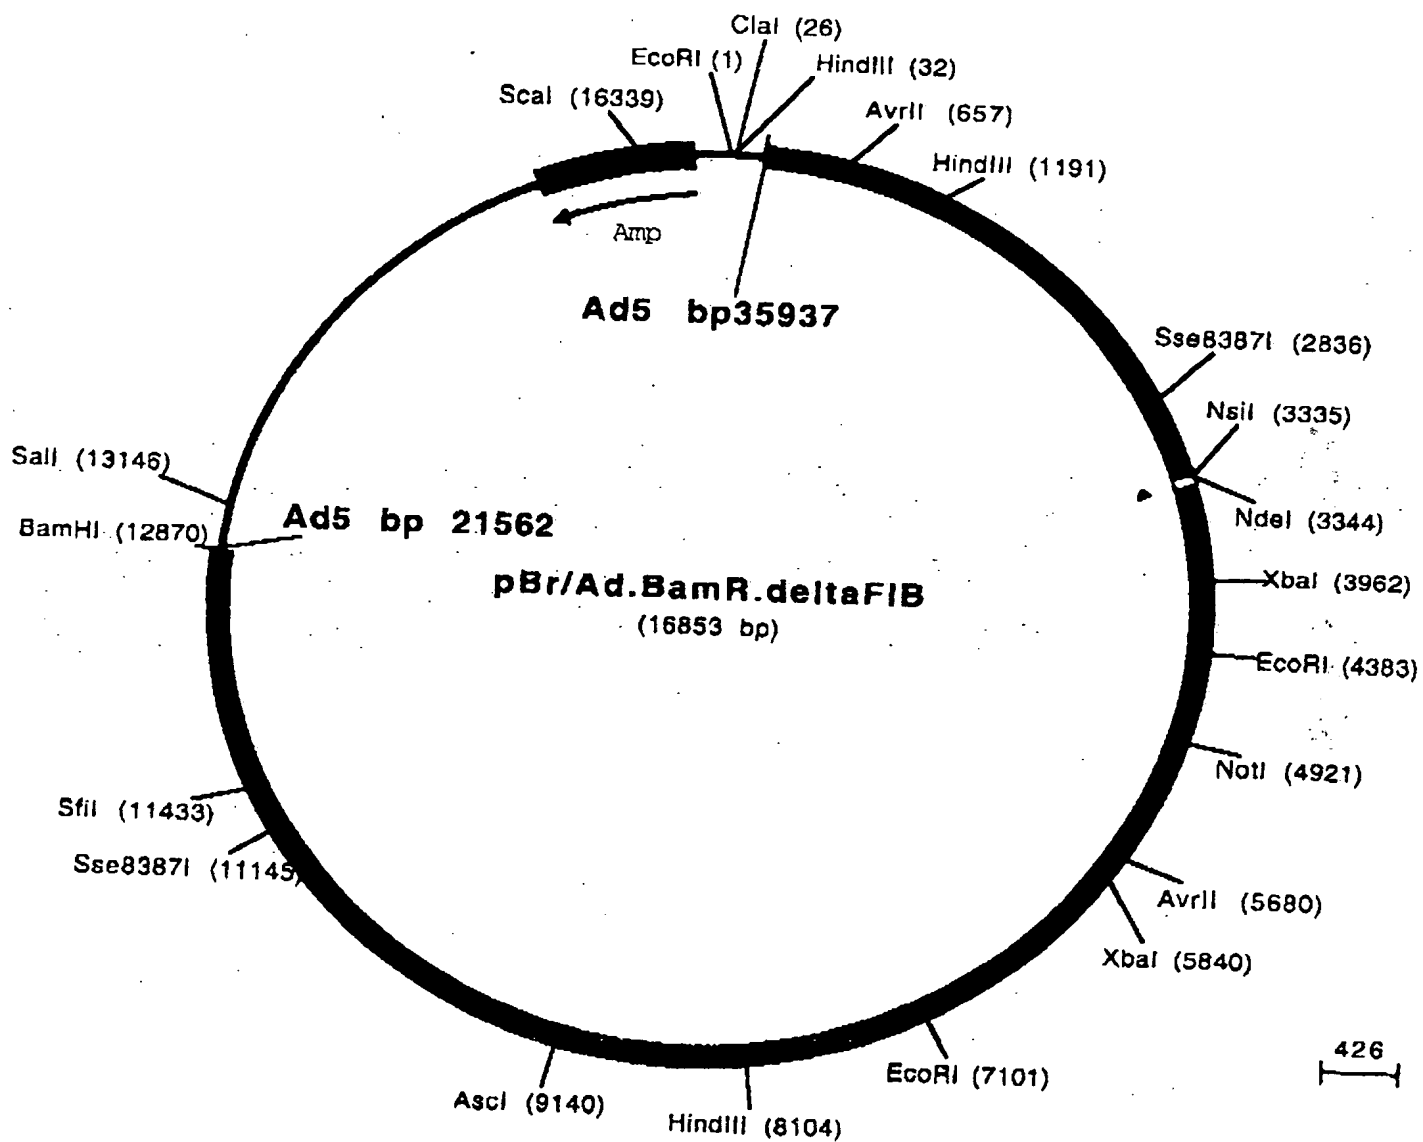 ClaI (26)
EcoRI (1)
HindIII (32)
ScaI (16339)
AvrII (657)
HindIII (1191)
Amp
Ad5 bp35937
Sse8387I (2836)
NsiI (3335)
SalI (13146)
Ad5 bp 21562
BamHI (12870)
NdeI (3344)
pBr/Ad.BamR.deltaFIB
(16853 bp)
XbaI (3962)
EcoRI (4383)
NotI (4921)
SfiI (11433)
Sse8387I (11145)
AvrII (5680)
XbaI (5840)
426
EcoRI (7101)
AscI (9140)
HindIII (8104)